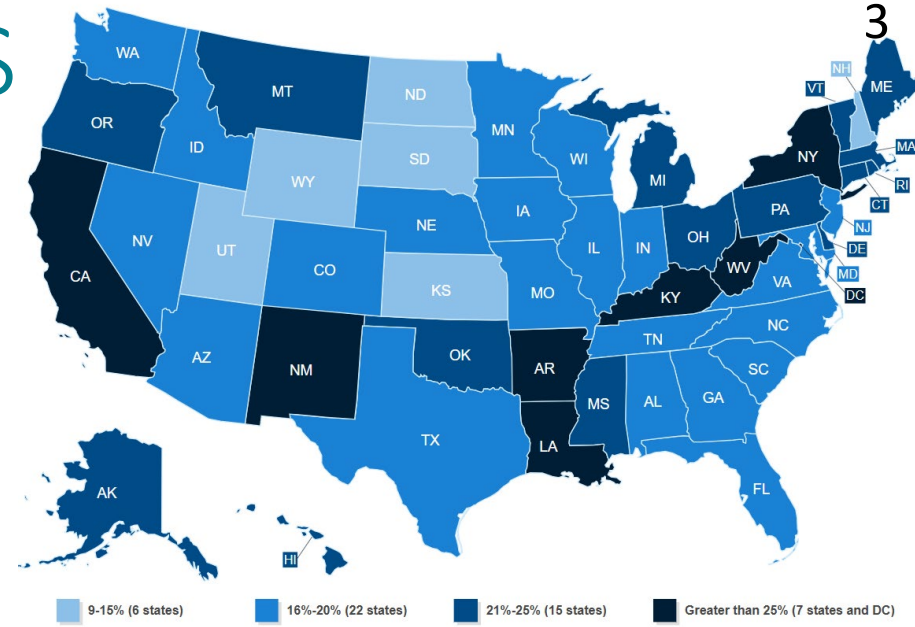 S
3
WA
MT
ND
MN
OR
ID
SD
WI
MI
WY
NE
IA
NV
UT
CO
KS
IL
IN
OH
MO
CA
AZ
NM
OK
AR
TX
LA
MS
AL
GA
TN
KY
WV
VA
NC
SC
FL
PA
NY
VT
NH
ME
MA
RI
CT
NJ
DE
MD
DC
AK
HI
9-15% (6 states)
16%-20% (22 states)
21%-25% (15 states)
Greater than 25% (7 states and DC)